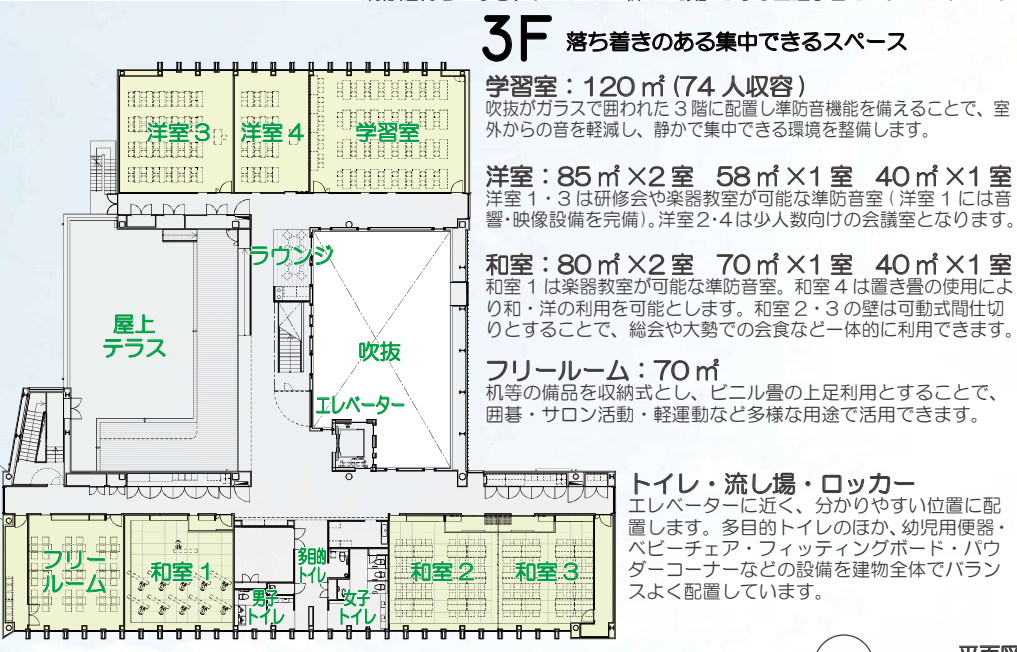 3F 落ち着きのある集中できるスペース
学習室：120㎡(74人収容)
吹抜がガラスで囲われた3階に配置し準防音機能を備えることで、室
外からの音を軽減し、静かで集中できる環境を整備します。
洋室：85㎡×2室 58㎡×1室 40㎡×1室
洋室1・3は研修会や楽器教室が可能な準防音室(洋室1には音
響・映像設備を完備)。洋室2・4は少人数向けの会議室となります。
和室：80㎡×2室 70㎡×1室 40㎡×1室
和室1は楽器教室が可能な準防音室。和室4は置き畳の使用によ
り和・洋の利用を可能とします。和室2・3の壁は可動式間仕切
りとすることで、総会や大勢での会食など一体的に利用できます。
フリールーム：70㎡
机等の備品を収納式とし、ビニル畳の上足利用とすることで、
囲碁・サロン活動・軽運動など多様な用途で活用できます。
トイレ・流し場・ロッカー
エレベーターに近く、分かりやすい位置に配
置します。多目的トイレのほか、幼児用便器・
ベビーチェア・フィッティングボード・パウ
ダーコーナーなどの設備を建物全体でバラン
スよく配置しています。
洋室3
洋室4
学習室
ラウンジ
屋上
テラス
吹抜
エレベーター
フリー
ルーム
和室1
多目的
トイレ
男子
トイレ
女子
トイレ
和室2
和室3